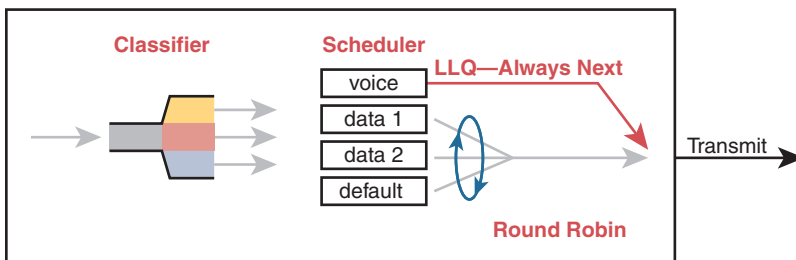 Classifier
Scheduler
LLQ—Always Next
voice
data 1
data 2
default
Round Robin
Transmit